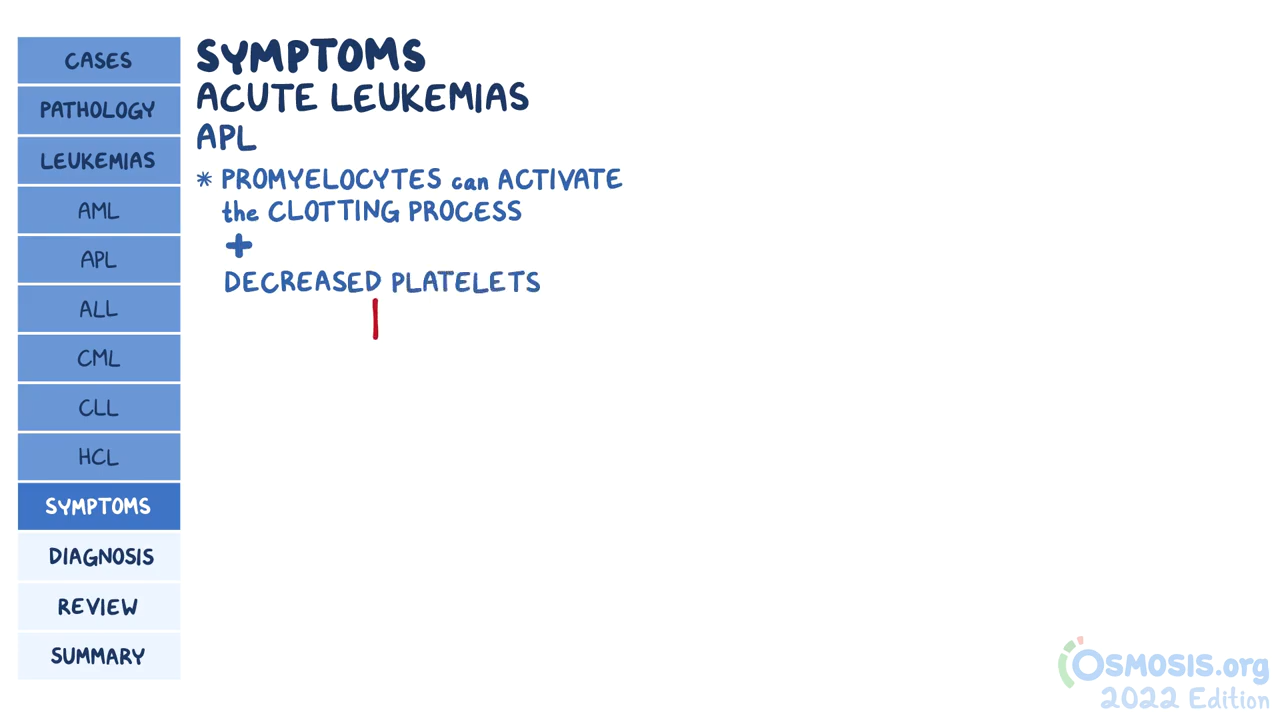 CASES
PATHOLOGY
LEUKEMIAS
AML
APL
ALL
CML
CLL
HCL
SYMPTOMS
DIAGNOSIS
REVIEW
SUMMARY
SYMPTOMS
ACUTE LEUKEMIAS
APL
* PROMYELOCYTES can ACTIVATE
the CLOTTING PROCESS
+
DECREASED PLATELETS
OSMOSIS.org
2022 Edition